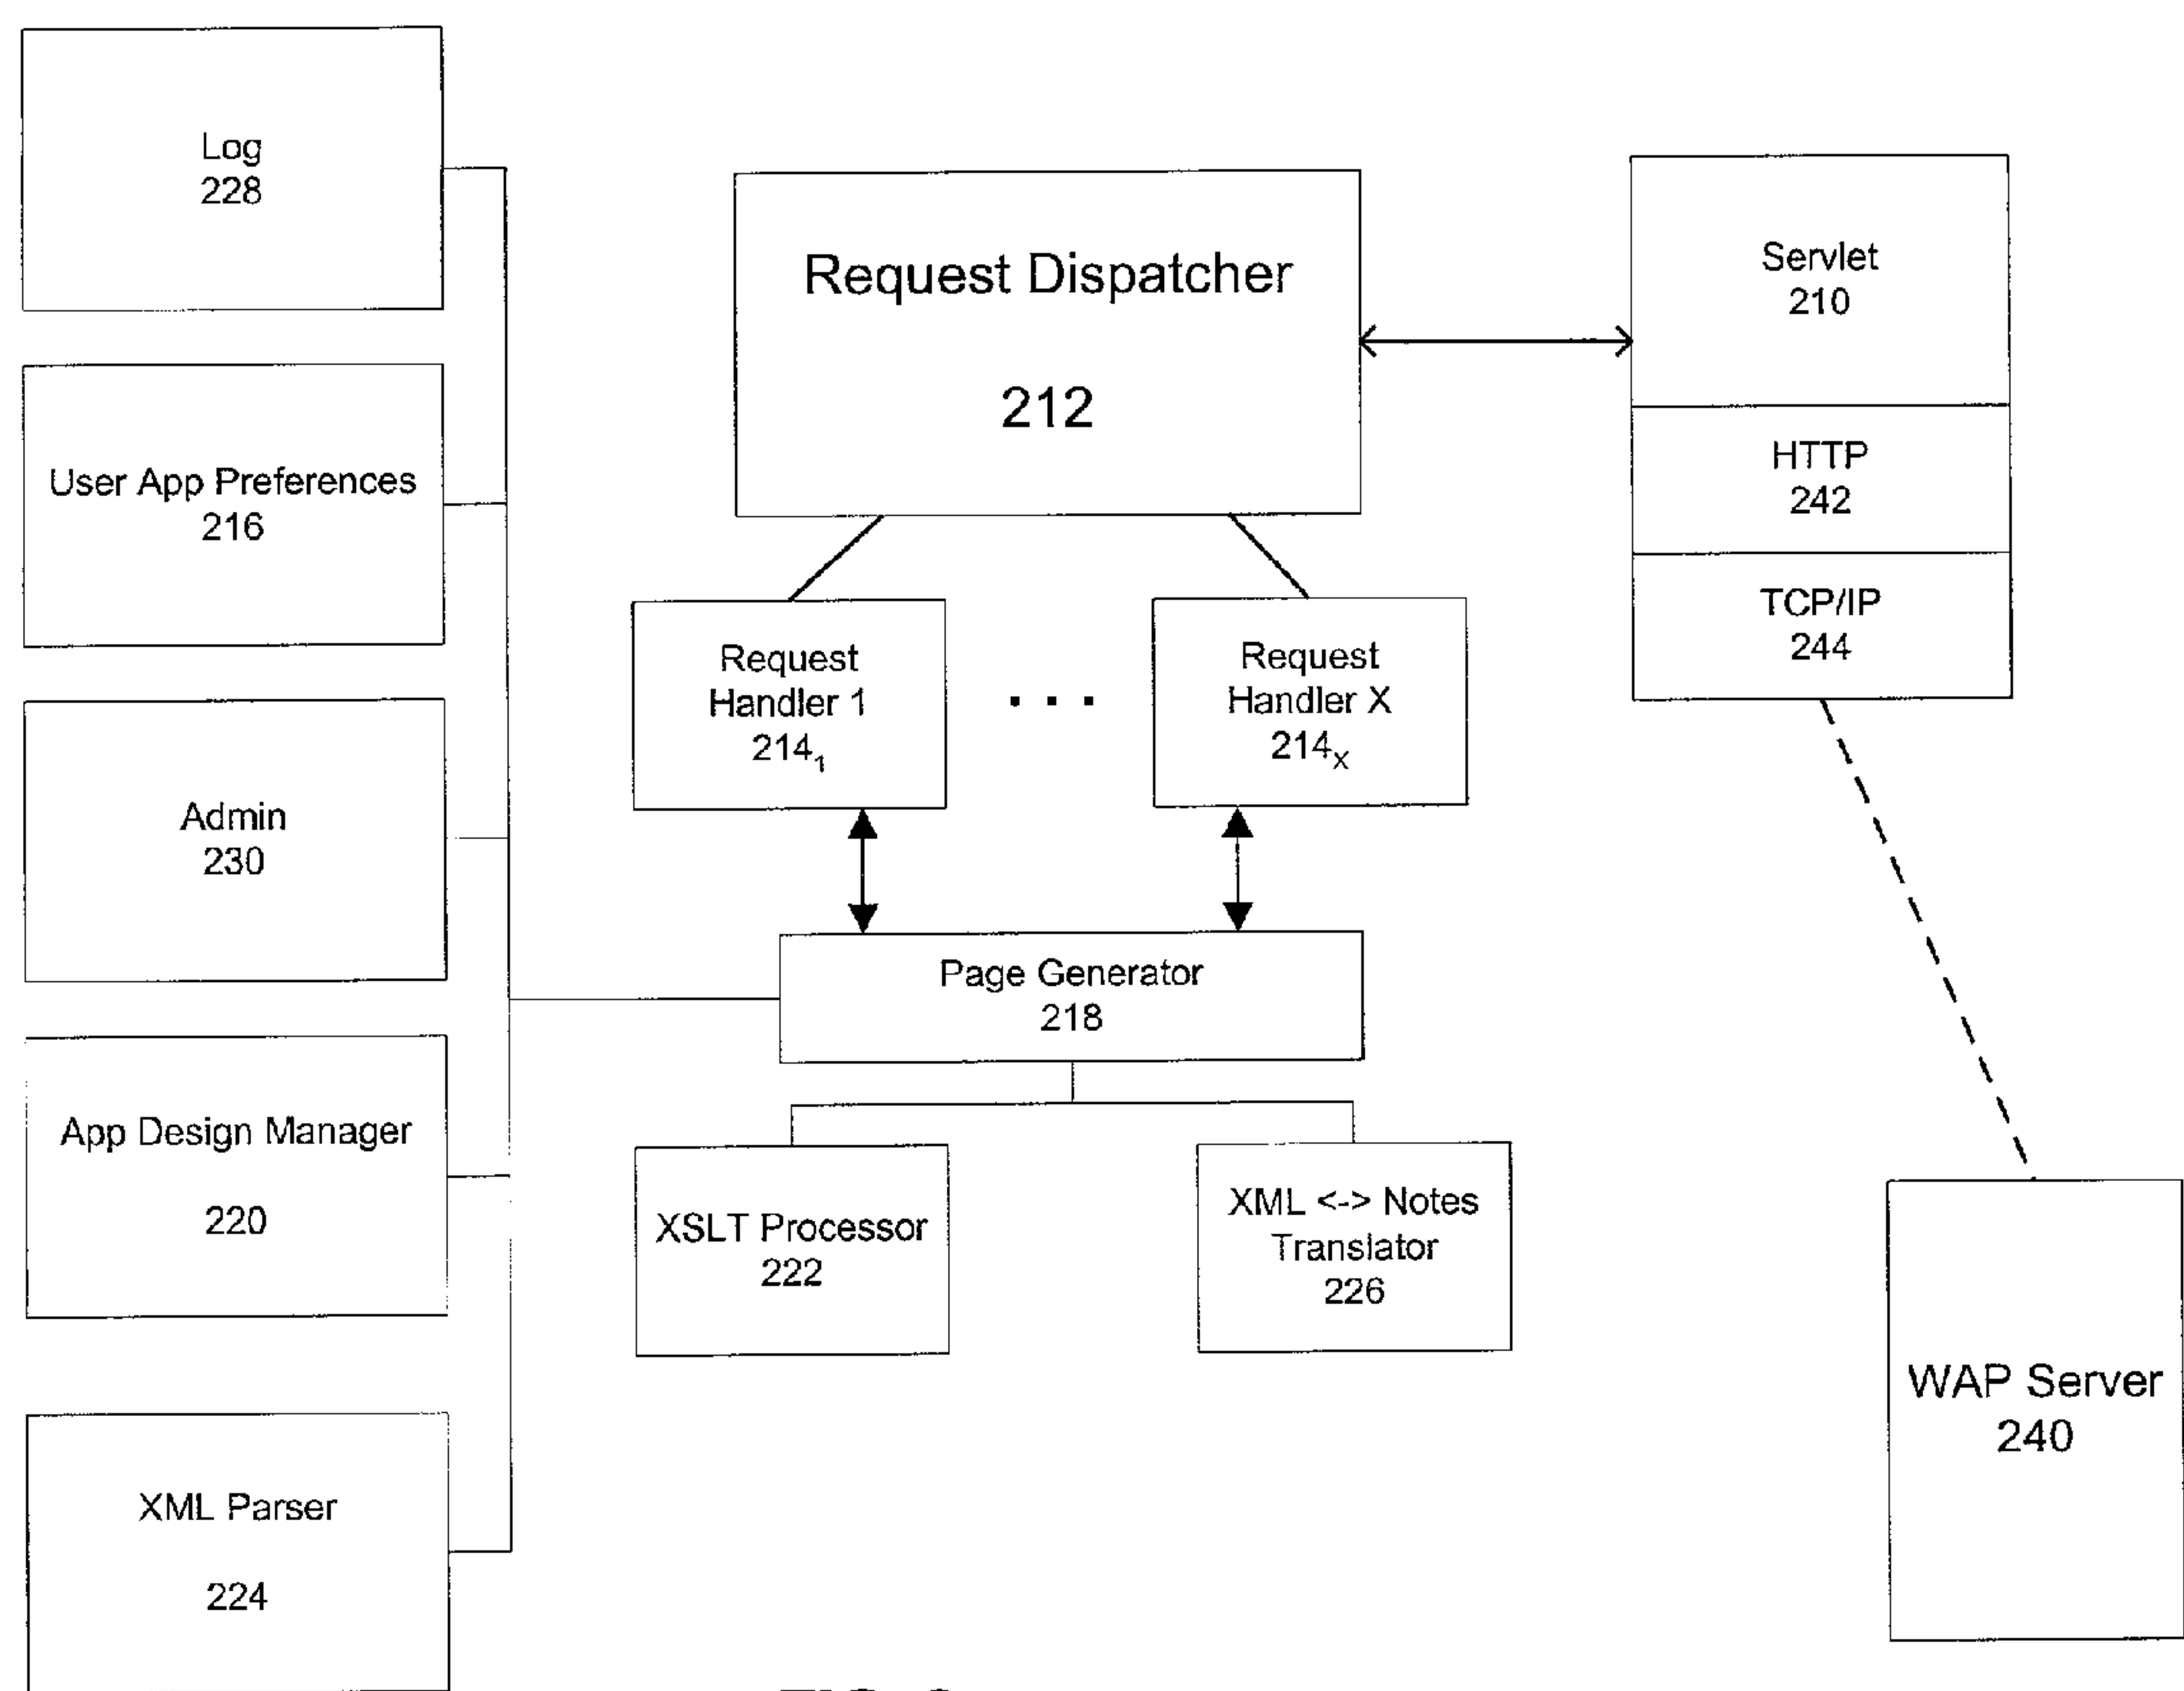 Log
228
User App Preferences
216
Admin
230
App Design Manager
220
XML Parser
224
Request Dispatcher
212
Request
Handler 1
214₁
. . .
Request
Handler X
214ₓ
Page Generator
218
XSLT Processor
222
XML <-> Notes
Translator
226
Servlet
210
HTTP
242
TCP/IP
244
WAP Server
240